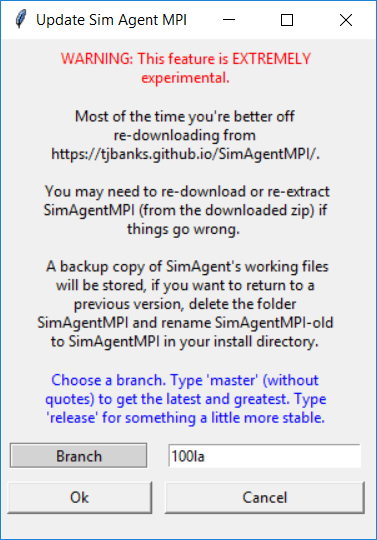 Update Sim Agent MPI
WARNING: This feature is EXTREMELY
experimental.
Most of the time you're better off
re-downloading from
https://tjbanks.github.io/SimAgentMPI/.
You may need to re-download or re-extract
SimAgentMPI (from the downloaded zip) if
things go wrong.
A backup copy of SimAgent's working files
will be stored, if you want to return to a
previous version, delete the folder
SimAgentMPI and rename SimAgentMPI-old
to SimAgentMPI in your install directory.
Choose a branch. Type 'master' (without
quotes) to get the latest and greatest. Type
'release' for something a little more stable.
Branch 100la
Ok Cancel